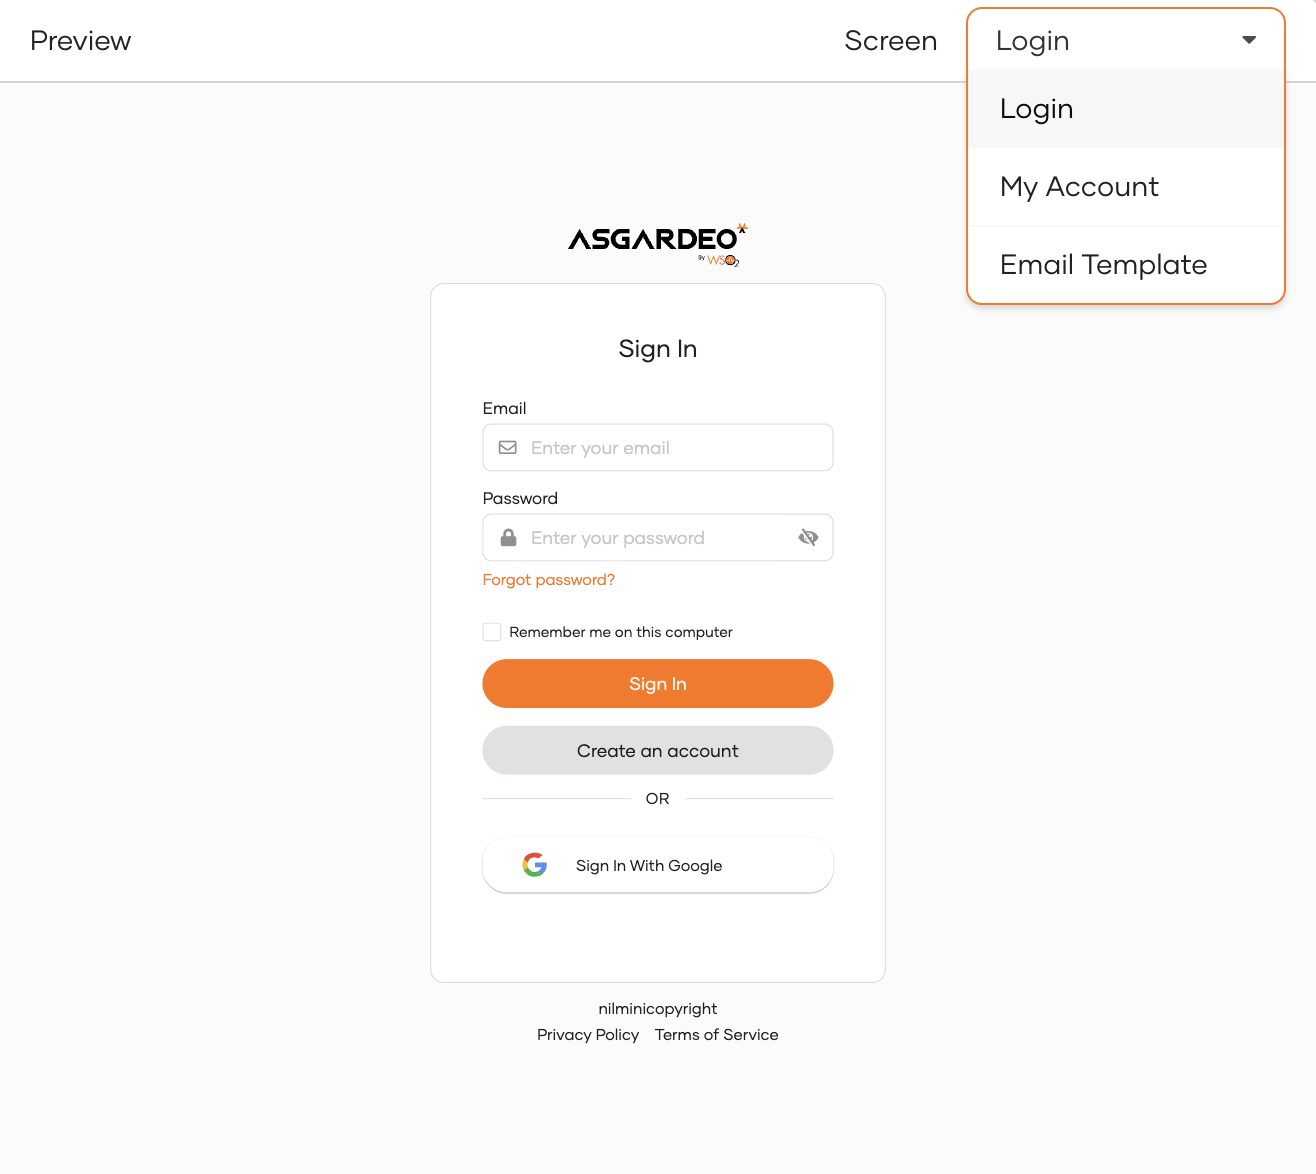 Preview
Screen
Login
Login
My Account
Email Template
ASGARDEO
By WSO2
Sign In
Email
Enter your email
Password
Enter your password
Forgot password?
Remember me on this computer
Sign In
Create an account
OR
Sign In With Google
nilminicopyright
Privacy Policy Terms of Service